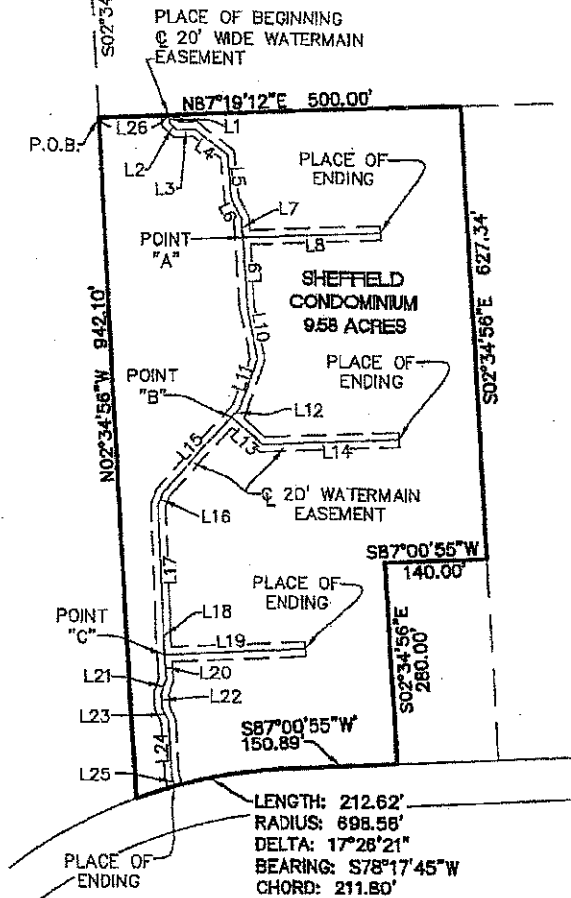 S02°34
PLACE OF BEGINNING
℄ 20' WIDE WATERMAIN
EASEMENT
N87°19'12"E 500.00'
P.O.B.
L26
L1
L2
L3
L4
L5
L6
L7
PLACE OF
ENDING
POINT
"A"
L8
L9
SHEFFIELD
CONDOMINIUM
9.58 ACRES
L10
S02°34'56"E 627.34'
N02°34'56"W 942.10'
PLACE OF
ENDING
L11
POINT
"B"
L12
L13
L14
L15
℄ 20' WATERMAIN
EASEMENT
L16
S87°00'55"W
140.00'
L17
PLACE OF
ENDING
L18
POINT
"C"
L19
S02°34'56"E
280.00'
L20
L21
L22
L23
S87°00'55"W
150.89'
L24
L25
LENGTH: 212.62'
RADIUS: 698.56'
DELTA: 17°26'21"
BEARING: S78°17'45"W
CHORD: 211.80'
PLACE OF
ENDING